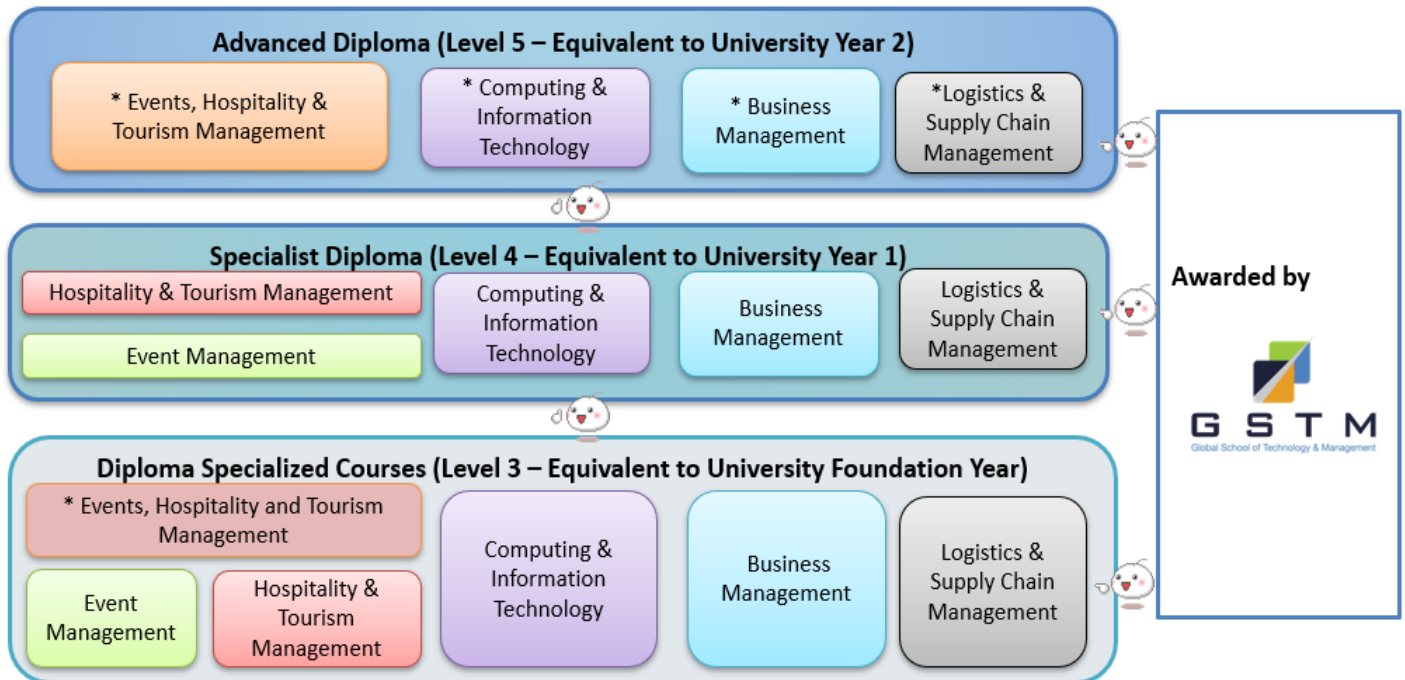 Advanced Diploma (Level 5 – Equivalent to University Year 2)
* Events, Hospitality &
Tourism Management
* Computing &
Information
Technology
* Business
Management
*Logistics &
Supply Chain
Management
Specialist Diploma (Level 4 – Equivalent to University Year 1)
Hospitality & Tourism Management
Event Management
Computing &
Information
Technology
Business
Management
Logistics &
Supply Chain
Management
Diploma Specialized Courses (Level 3 – Equivalent to University Foundation Year)
* Events, Hospitality and Tourism
Management
Event
Management
Hospitality &
Tourism
Management
Computing &
Information
Technology
Business
Management
Logistics &
Supply Chain
Management
Awarded by
GSTM
Global School of Technology & Management